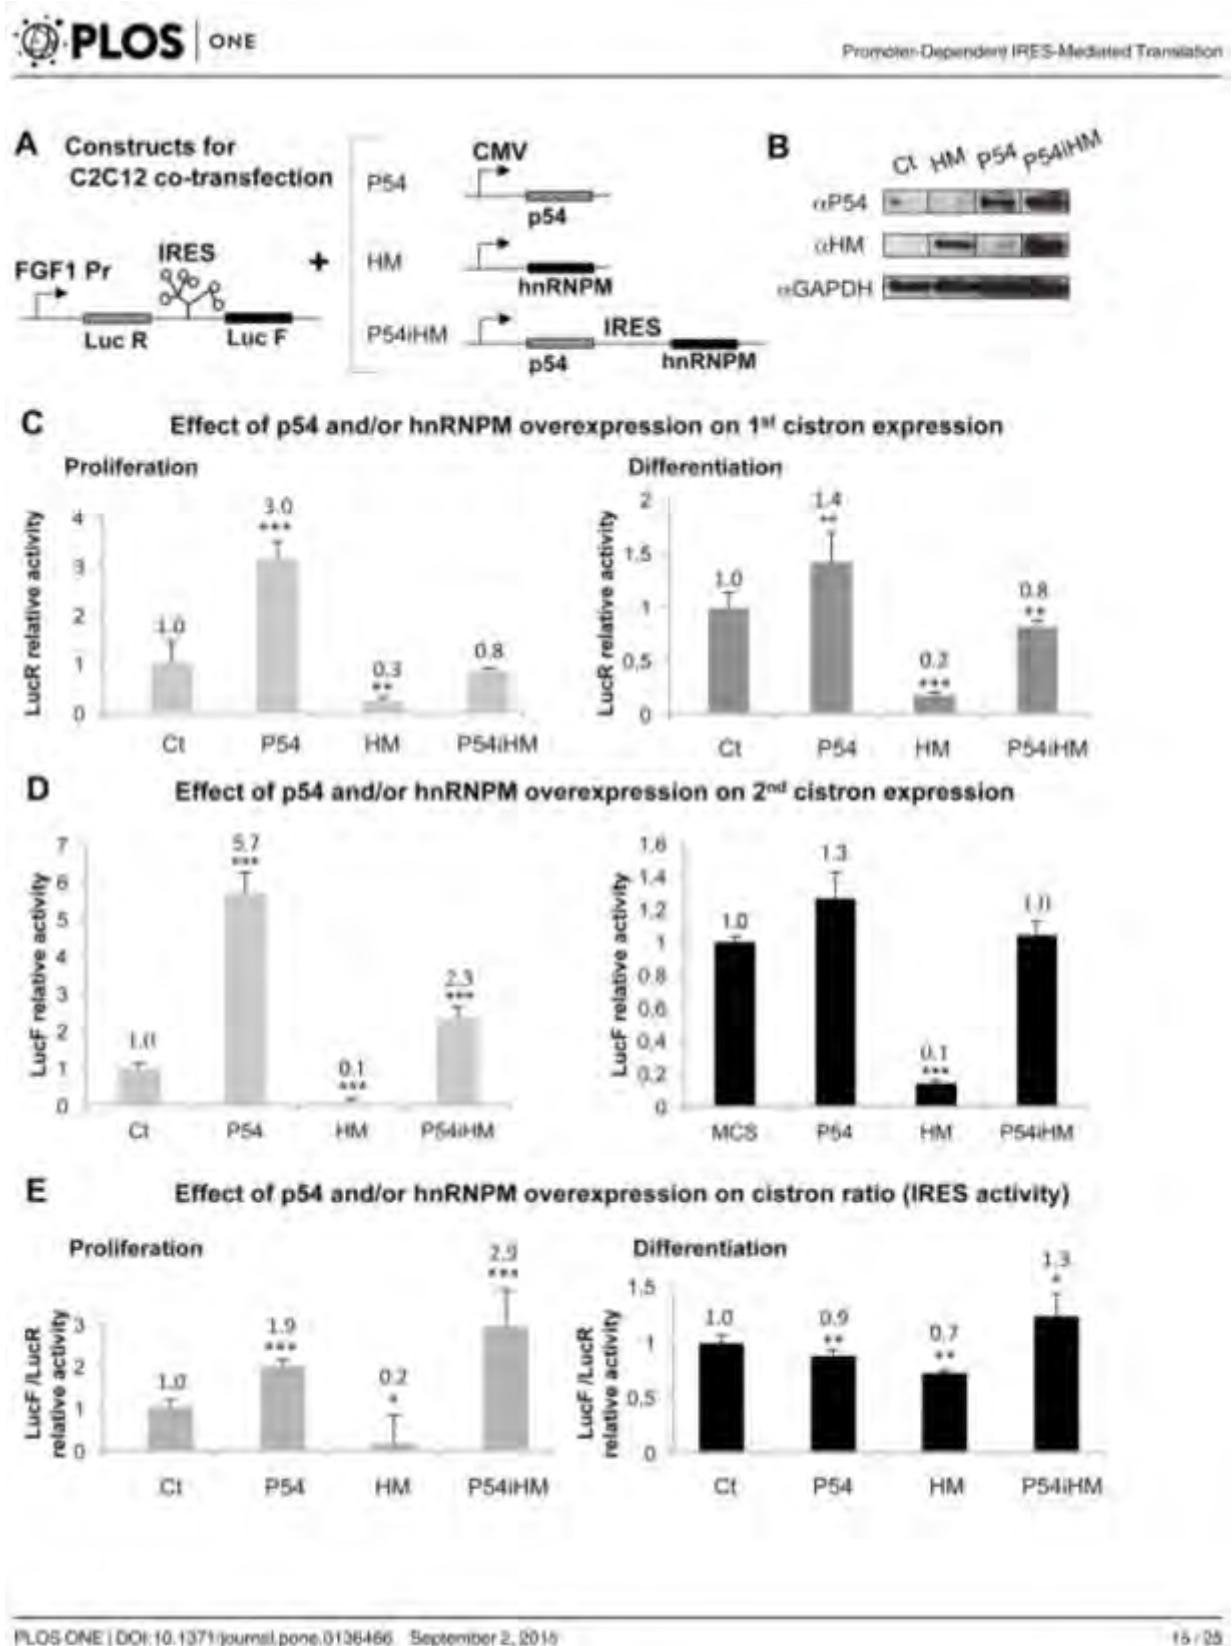 PLOS ONE
Promoter-Dependent IRES-Mediated Translation
A Constructs for
C2C12 co-transfection
FGF1 Pr
IRES
Luc R
Luc F
+
P54
CMV
p54
HM
hnRNPM
P54iHM
IRES
p54
hnRNPM
B
Ct HM P54 P54iHM
αP54
αHM
αGAPDH
C Effect of p54 and/or hnRNPM overexpression on 1st cistron expression
Proliferation
LucR relative activity
4
3
2
1
0
1.0
3.0
***
0.3
**
0.8
Ct P54 HM P54iHM
Differentiation
LucR relative activity
2
1.5
1
0,5
0
1.0
1.4
**
0.2
***
0.8
**
Ct P54 HM P54iHM
D Effect of p54 and/or hnRNPM overexpression on 2nd cistron expression
LucF relative activity
7
6
5
4
3
2
1
0
1.0
5.7
***
0.1
***
2.3
***
Ct P54 HM P54iHM
LucF relative activity
1.6
1.4
1.2
1
0.8
0.6
0.4
0.2
0
1.0
1.3
0.1
***
1.0
MCS P54 HM P54iHM
E Effect of p54 and/or hnRNPM overexpression on cistron ratio (IRES activity)
Proliferation
LucF /LucR
relative activity
3
2
1
0
1.0
1.9
***
0.2
*
2.9
***
Ct P54 HM P54iHM
Differentiation
LucF /LucR
relative activity
1.5
1
0.5
0
1.0
0.9
**
0.7
**
1.3
*
Ct P54 HM P54iHM
PLOS ONE | DOI:10.1371/journal.pone.0136466 September 2, 2015
15 / 25